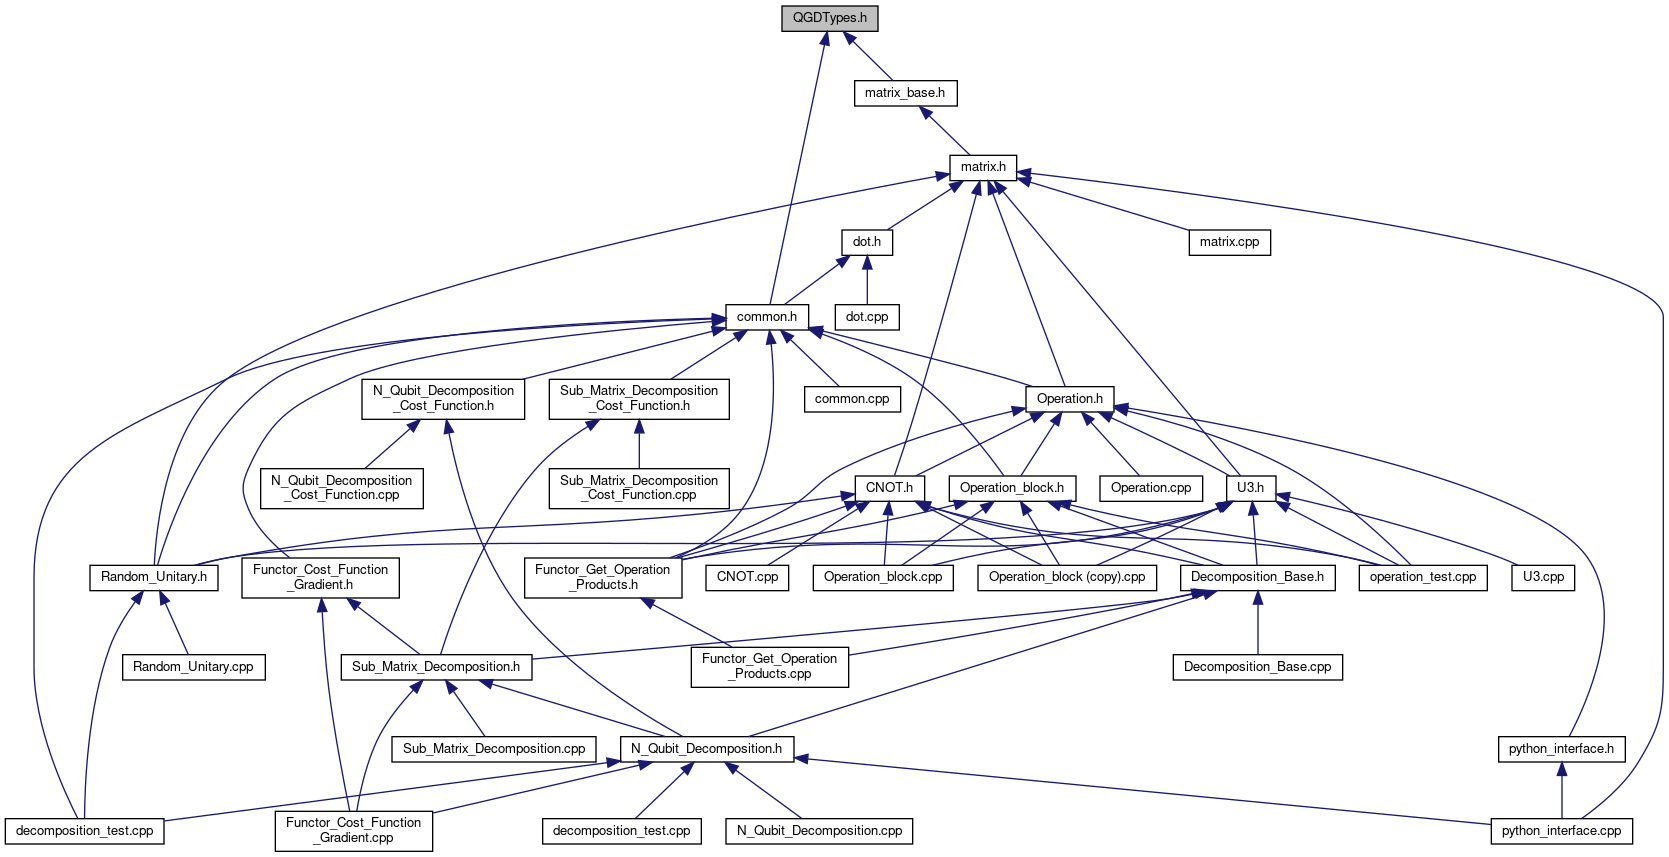 QGDTypes.h
matrix_base.h
matrix.h
dot.h
matrix.cpp
common.h
dot.cpp
N_Qubit_Decomposition
_Cost_Function.h
Sub_Matrix_Decomposition
_Cost_Function.h
common.cpp
Operation.h
N_Qubit_Decomposition
_Cost_Function.cpp
Sub_Matrix_Decomposition
_Cost_Function.cpp
CNOT.h
Operation_block.h
Operation.cpp
U3.h
Random_Unitary.h
Functor_Cost_Function
_Gradient.h
Functor_Get_Operation
_Products.h
CNOT.cpp
Operation_block.cpp
Operation_block (copy).cpp
Decomposition_Base.h
operation_test.cpp
U3.cpp
Random_Unitary.cpp
Sub_Matrix_Decomposition.h
Functor_Get_Operation
_Products.cpp
Decomposition_Base.cpp
Sub_Matrix_Decomposition.cpp
N_Qubit_Decomposition.h
python_interface.h
decomposition_test.cpp
Functor_Cost_Function
_Gradient.cpp
decomposition_test.cpp
N_Qubit_Decomposition.cpp
python_interface.cpp